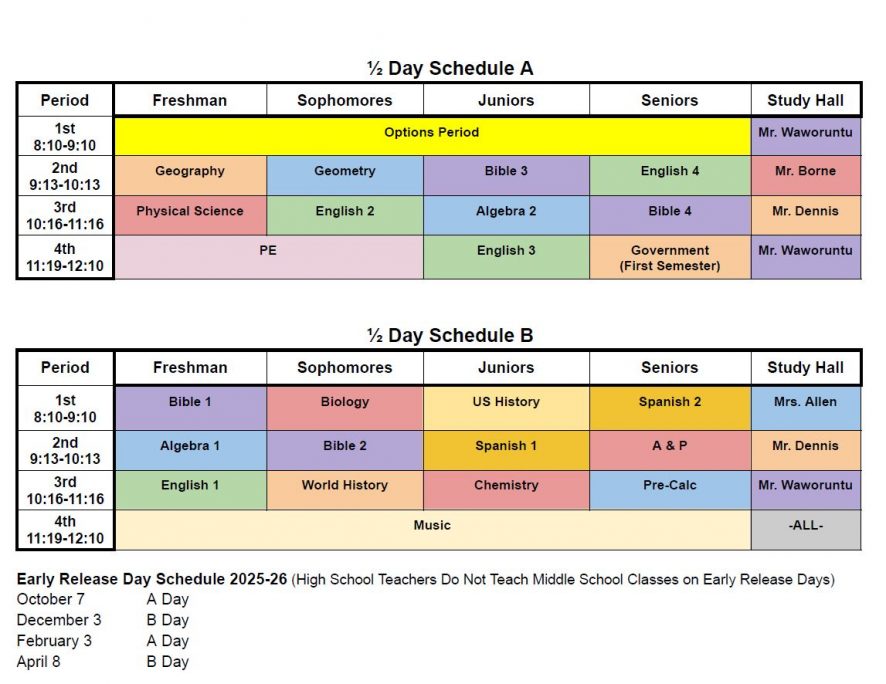 ½ Day Schedule A
Period Freshman Sophomores Juniors Seniors Study Hall
1st
8:10-9:10 Options Period Mr. Waworuntu
2nd
9:13-10:13 Geography Geometry Bible 3 English 4 Mr. Borne
3rd
10:16-11:16 Physical Science English 2 Algebra 2 Bible 4 Mr. Dennis
4th
11:19-12:10 PE English 3 Government
(First Semester) Mr. Waworuntu
½ Day Schedule B
Period Freshman Sophomores Juniors Seniors Study Hall
1st
8:10-9:10 Bible 1 Biology US History Spanish 2 Mrs. Allen
2nd
9:13-10:13 Algebra 1 Bible 2 Spanish 1 A & P Mr. Dennis
3rd
10:16-11:16 English 1 World History Chemistry Pre-Calc Mr. Waworuntu
4th
11:19-12:10 Music -ALL-
Early Release Day Schedule 2025-26 (High School Teachers Do Not Teach Middle School Classes on Early Release Days)
October 7 A Day
December 3 B Day
February 3 A Day
April 8 B Day